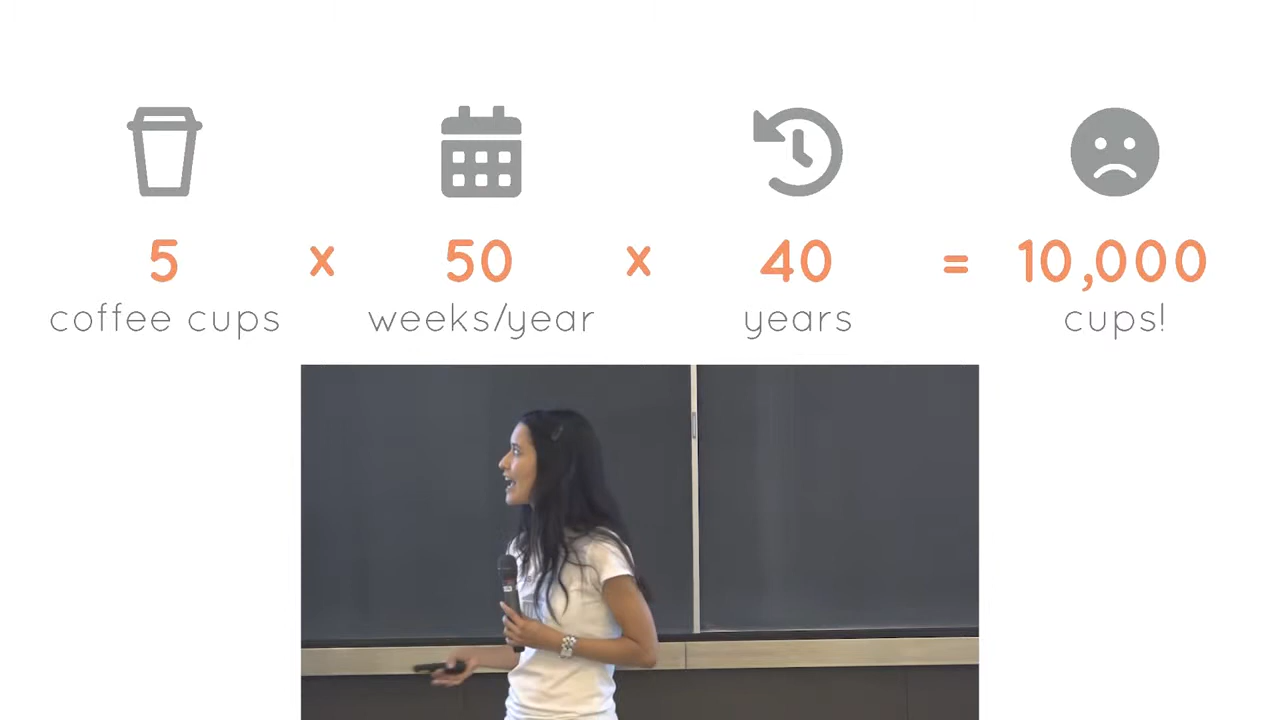 5 x 50 x 40 = 10,000
coffee cups weeks/year years cups!